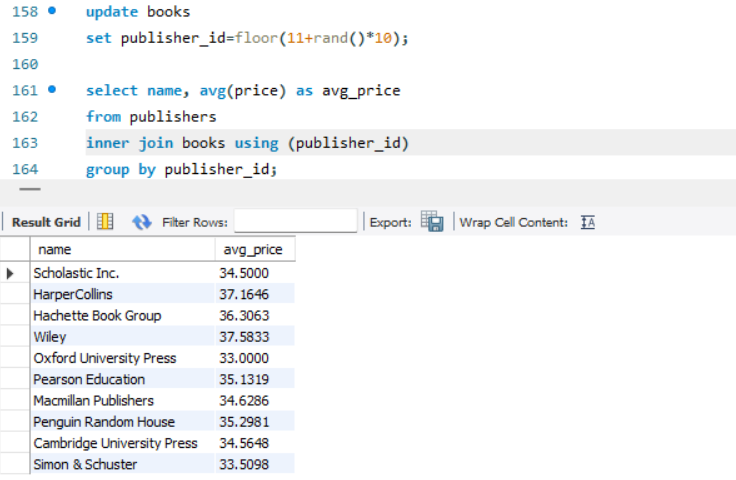 158 update books
159 set publisher_id=floor(11+rand()*10);
160
161 select name, avg(price) as avg_price
162 from publishers
163 inner join books using (publisher_id)
164 group by publisher_id;
Result Grid Filter Rows: Export: Wrap Cell Content: IA
name avg_price
Scholastic Inc. 34.5000
HarperCollins 37.1646
Hachette Book Group 36.3063
Wiley 37.5833
Oxford University Press 33.0000
Pearson Education 35.1319
Macmillan Publishers 34.6286
Penguin Random House 35.2981
Cambridge University Press 34.5648
Simon & Schuster 33.5098